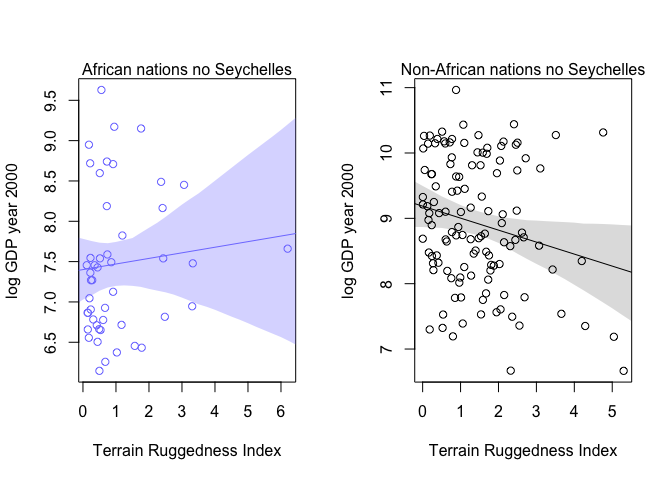 African nations no Seychelles
log GDP year 2000
9.5
9.0
8.5
8.0
7.5
7.0
6.5
0 1 2 3 4 5 6
Terrain Ruggedness Index
Non-African nations no Seychelles
log GDP year 2000
11
10
9
8
7
0 1 2 3 4 5
Terrain Ruggedness Index